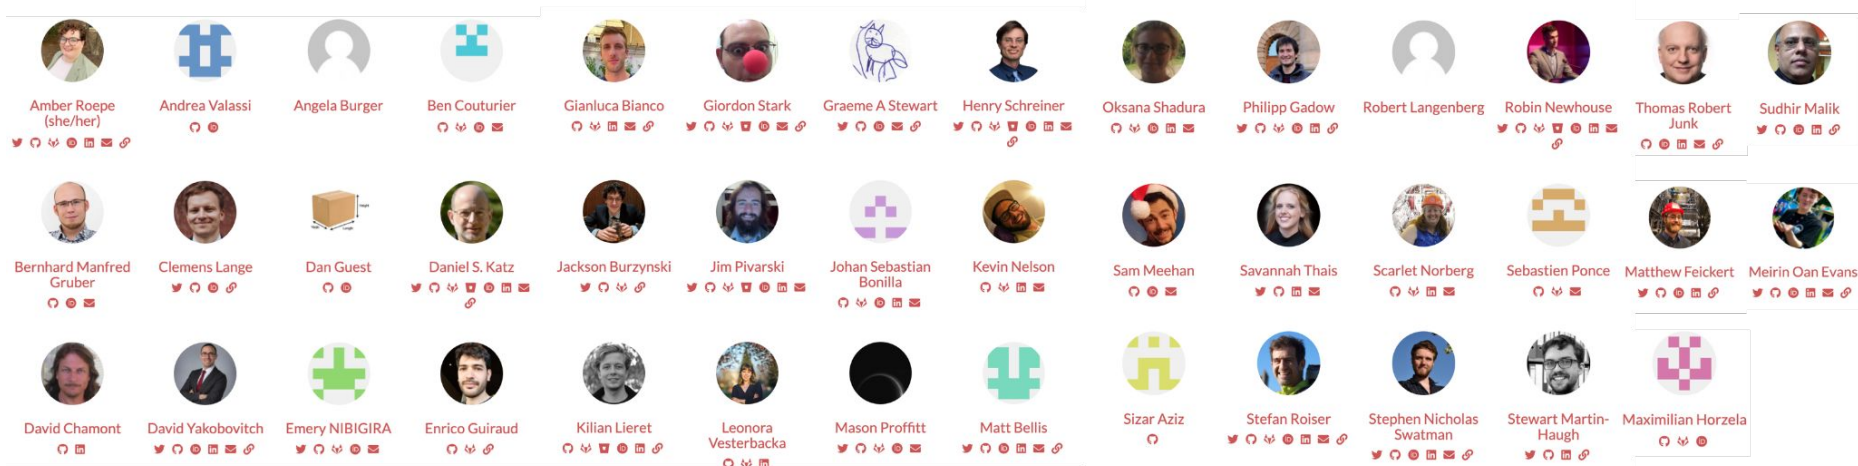 Amber Roepe
(she/her)
Andrea Valassi
Angela Burger
Ben Couturier
Gianluca Bianco
Giordon Stark
Graeme A Stewart
Henry Schreiner
Oksana Shadura
Philipp Gadow
Robert Langenberg
Robin Newhouse
Thomas Robert
Junk
Sudhir Malik
Bernhard Manfred
Gruber
Clemens Lange
Dan Guest
Daniel S. Katz
Jackson Burzynski
Jim Pivarski
Johan Sebastian
Bonilla
Kevin Nelson
Sam Meehan
Savannah Thais
Scarlet Norberg
Sebastien Ponce
Matthew Feickert
Meirin Oan Evans
David Chamont
David Yakobovitch
Emery NIBIGIRA
Enrico Guiraud
Kilian Lieret
Leonora
Vesterbacka
Mason Proffitt
Matt Bellis
Sizar Aziz
Stefan Roiser
Stephen Nicholas
Swatman
Stewart Martin-
Haugh
Maximilian Horzela